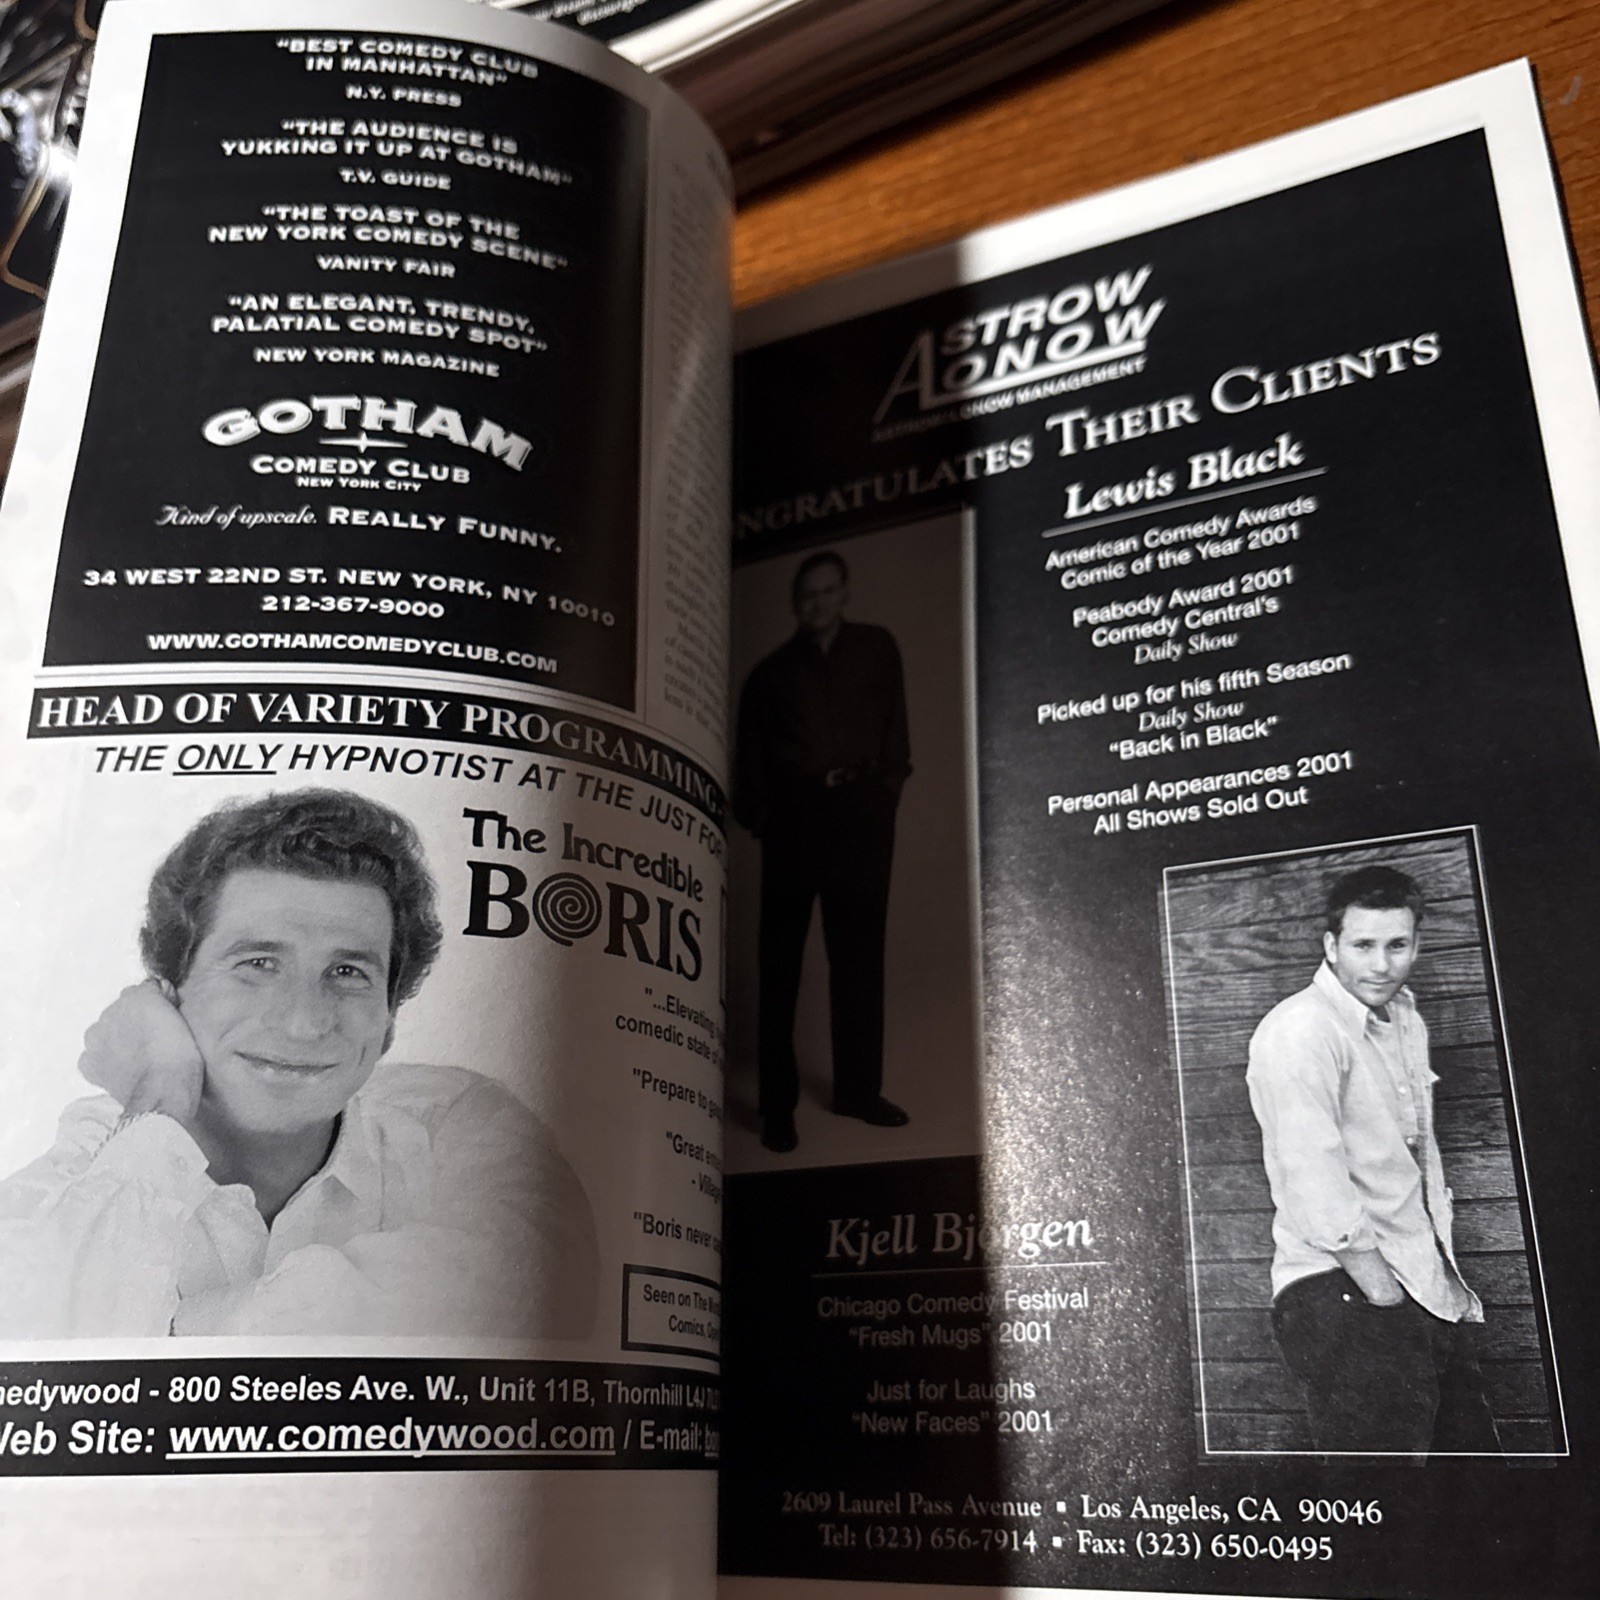 "BEST COMEDY CLUB
IN MANHATTAN"
N.Y. PRESS
"THE AUDIENCE IS
YUKKING IT UP AT GOTHAM"
T.V. GUIDE
"THE TOAST OF THE
NEW YORK COMEDY SCENE"
VANITY FAIR
"AN ELEGANT, TRENDY,
PALATIAL COMEDY SPOT"
NEW YORK MAGAZINE
GOTHAM
COMEDY CLUB
NEW YORK CITY
Kind of upscale. REALLY FUNNY.
34 WEST 22ND ST. NEW YORK, NY 10010
212-367-9000
WWW.GOTHAMCOMEDYCLUB.COM
HEAD OF VARIETY PROGRAMMING
THE ONLY HYPNOTIST AT THE JUST FOR
The Incredible
BORIS
"...Elevating
comedic state
"Prepare to
"Great
"Boris never
Seen on The
Comics,
edywood - 800 Steeles Ave. W., Unit 11B, Thornhill L4J
Web Site: www.comedywood.com / E-mail:
ASTROW
AONOW
ASTROW/AONOW MANAGEMENT
NGRATULATES THEIR CLIENTS
Lewis Black
American Comedy Awards
Comic of the Year 2001
Peabody Award 2001
Comedy Central's
Daily Show
Picked up for his fifth Season
Daily Show
"Back in Black"
Personal Appearances 2001
All Shows Sold Out
Kjell Bjorgen
Chicago Comedy Festival
"Fresh Mugs" 2001
Just for Laughs
"New Faces" 2001
2609 Laurel Pass Avenue ▪ Los Angeles, CA 90046
Tel: (323) 656-7914 ▪ Fax: (323) 650-0495